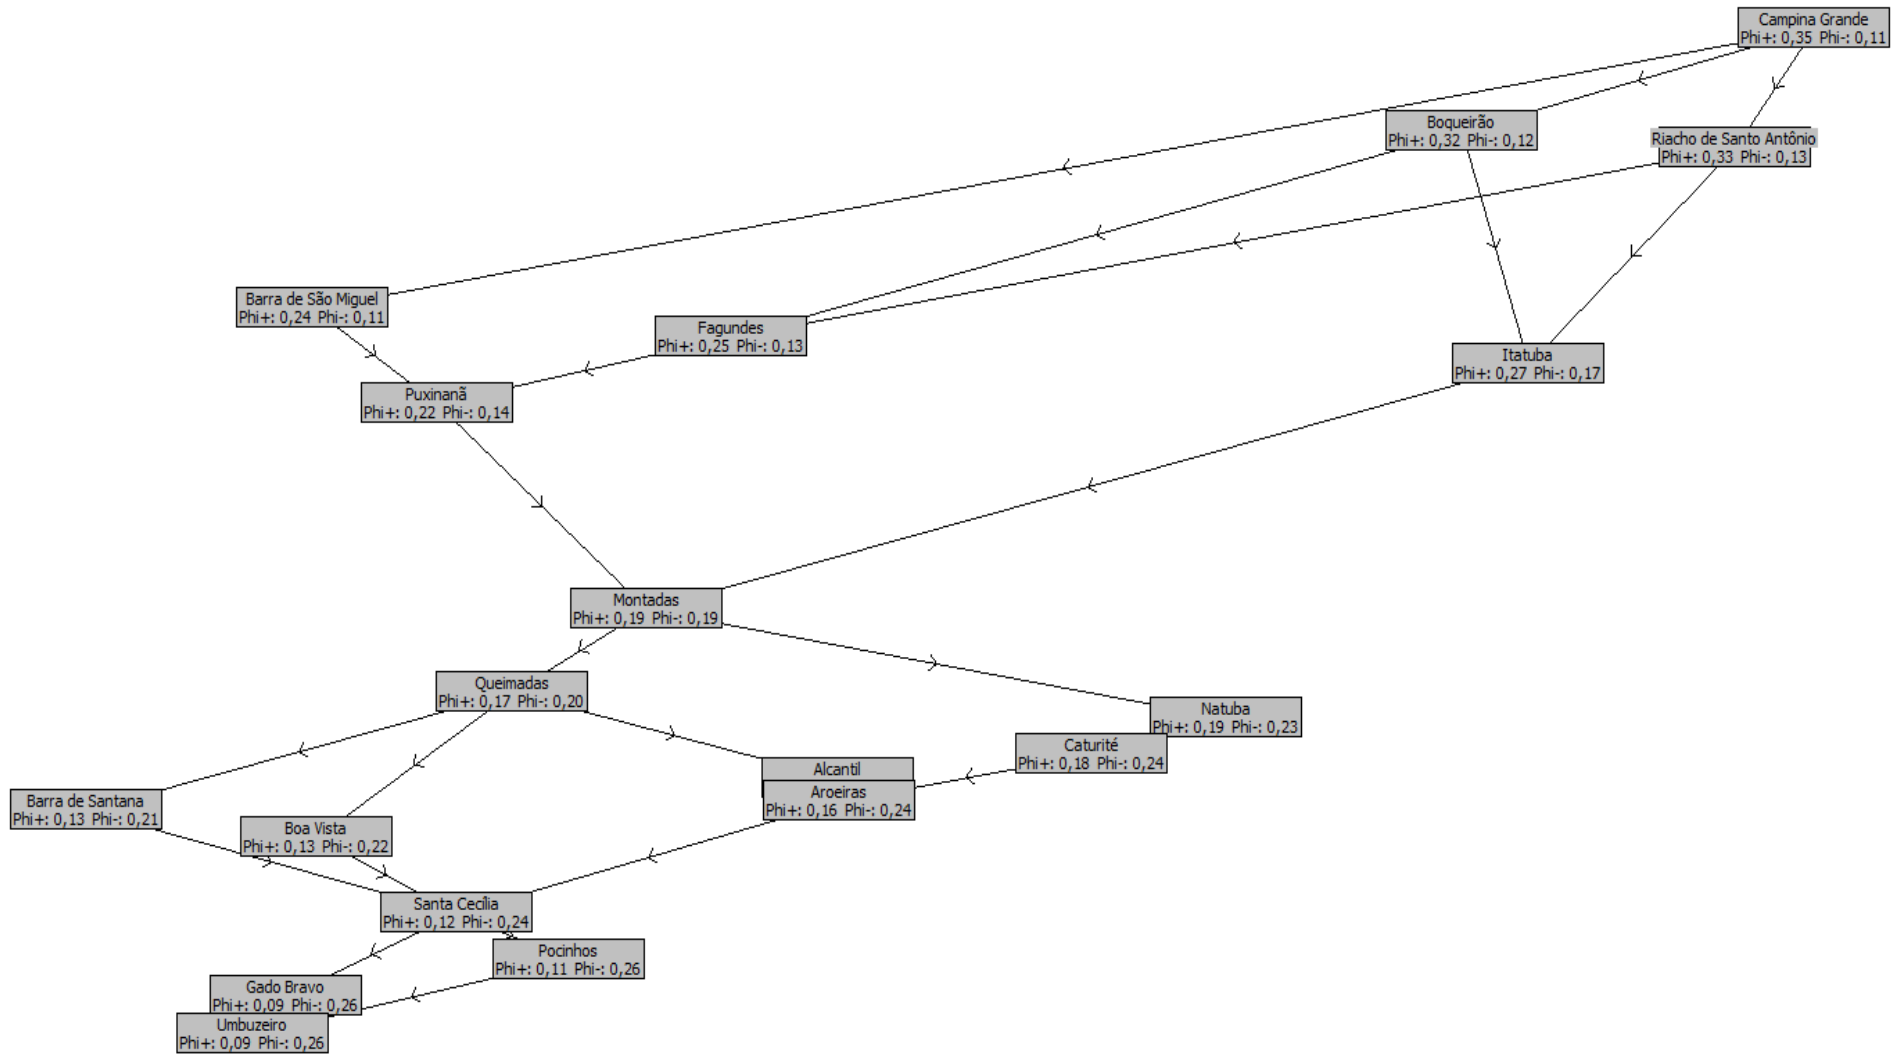 Campina Grande
Phi+: 0,35 Phi-: 0,11
Boqueirão
Phi+: 0,32 Phi-: 0,12
Riacho de Santo Antônio
Phi+: 0,33 Phi-: 0,13
Barra de São Miguel
Phi+: 0,24 Phi-: 0,11
Fagundes
Phi+: 0,25 Phi-: 0,13
Itatuba
Phi+: 0,27 Phi-: 0,17
Puxinanã
Phi+: 0,22 Phi-: 0,14
Montadas
Phi+: 0,19 Phi-: 0,19
Queimadas
Phi+: 0,17 Phi-: 0,20
Natuba
Phi+: 0,19 Phi-: 0,23
Caturité
Phi+: 0,18 Phi-: 0,24
Alcantil
Aroeiras
Phi+: 0,16 Phi-: 0,24
Barra de Santana
Phi+: 0,13 Phi-: 0,21
Boa Vista
Phi+: 0,13 Phi-: 0,22
Santa Cecília
Phi+: 0,12 Phi-: 0,24
Pocinhos
Phi+: 0,11 Phi-: 0,26
Gado Bravo
Phi+: 0,09 Phi-: 0,26
Umbuzeiro
Phi+: 0,09 Phi-: 0,26